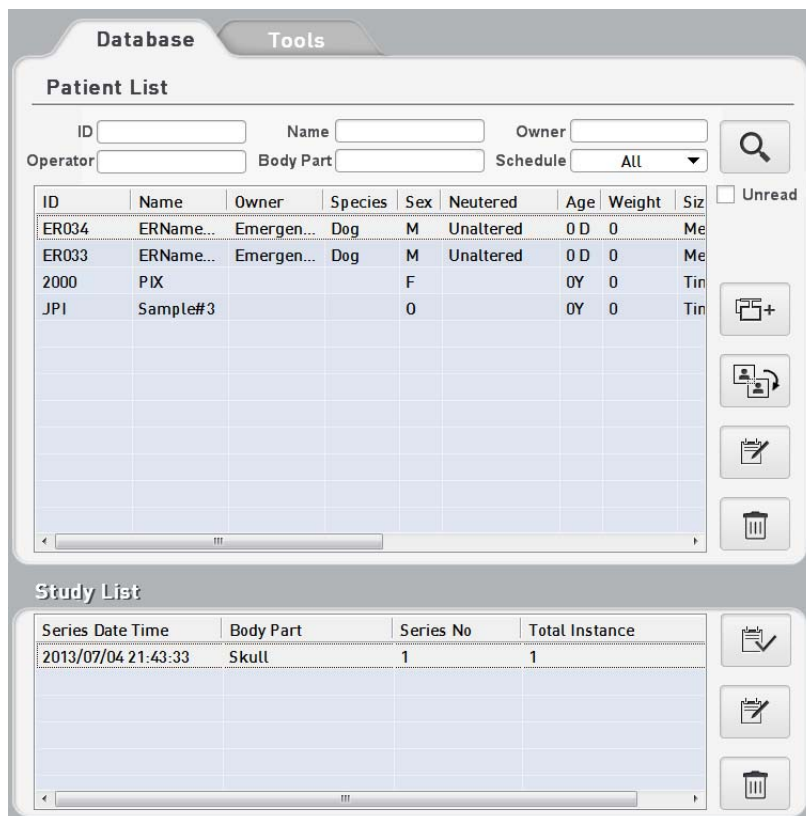 Database Tools
Patient List
ID Name Owner
Operator Body Part Schedule All
Unread
ID Name Owner Species Sex Neutered Age Weight Siz
ER034 ERName... Emergen... Dog M Unaltered 0 D 0 Me
ER033 ERName... Emergen... Dog M Unaltered 0 D 0 Me
2000 PIX F 0Y 0 Tin
JPI Sample#3 O 0Y 0 Tin
Study List
Series Date Time Body Part Series No Total Instance
2013/07/04 21:43:33 Skull 1 1